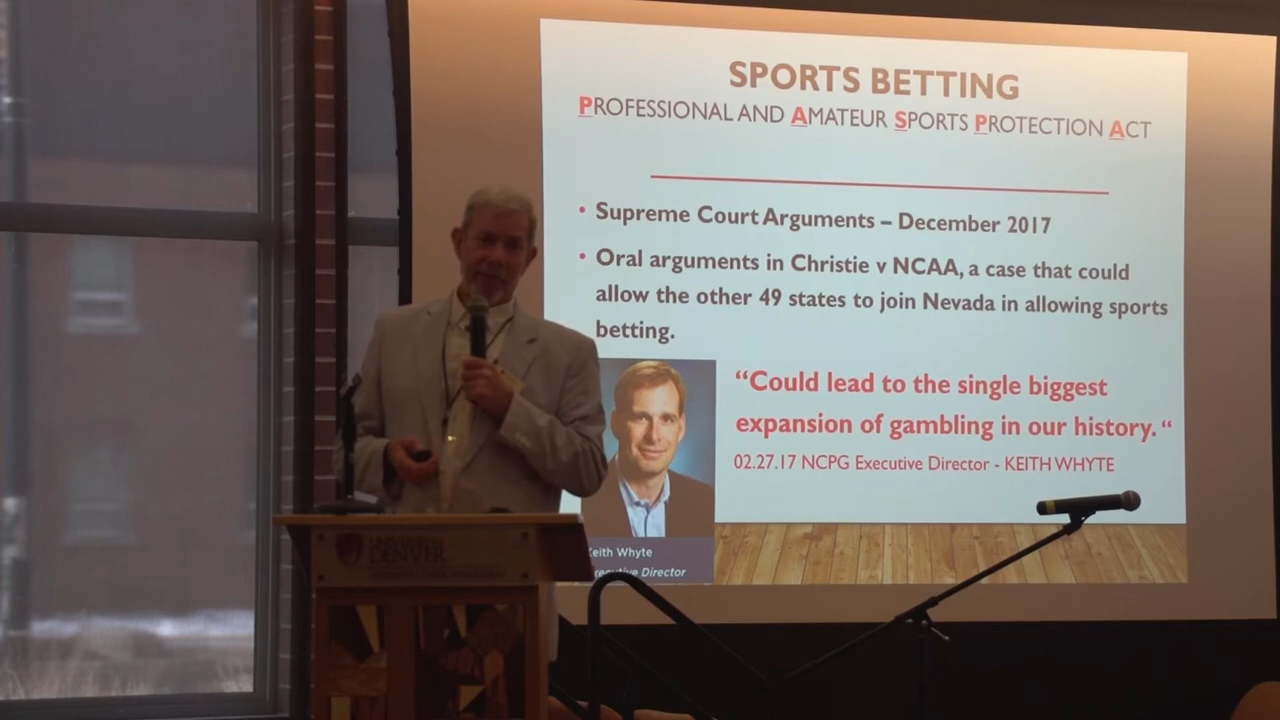 SPORTS BETTING
PROFESSIONAL AND AMATEUR SPORTS PROTECTION ACT
• Supreme Court Arguments – December 2017
• Oral arguments in Christie v NCAA, a case that could
allow the other 49 states to join Nevada in allowing sports
betting.
“Could lead to the single biggest
expansion of gambling in our history. “
02.27.17 NCPG Executive Director - KEITH WHYTE
Keith Whyte
Executive Director
DENVER